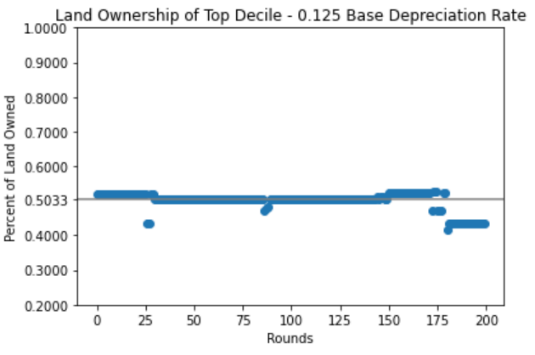 Land Ownership of Top Decile - 0.125 Base Depreciation Rate
1.0000
0.9000
0.8000
0.7000
0.6000
0.5033
0.4000
0.3000
0.2000
Percent of Land Owned
0 25 50 75 100 125 150 175 200
Rounds